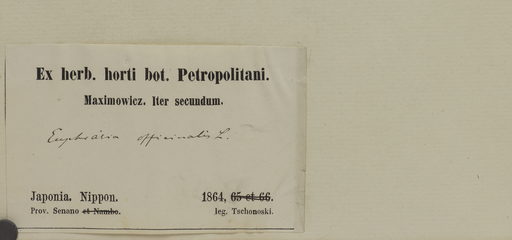 Ex herb. horti bot. Petropolitani.
Maximowicz. Iter secundum.
Euphrasia officinalis L.
Japonia. Nippon. 1864, 65 et 66.
Prov. Senano et Nambo. leg. Tschonoski.